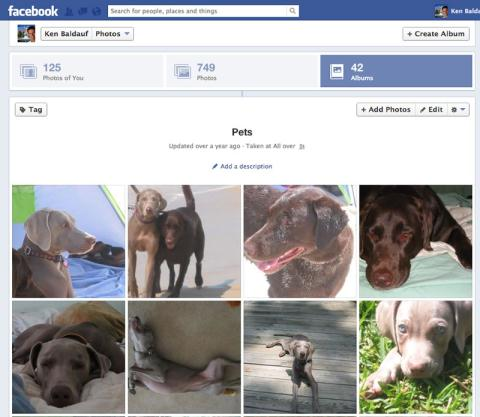 facebook Search for people, places and things Ken Balda
Ken Baldauf Photos + Create Album
125 Photos of You
749 Photos
42 Albums
Tag + Add Photos Edit
Pets
Updated over a year ago · Taken at All over
Add a description